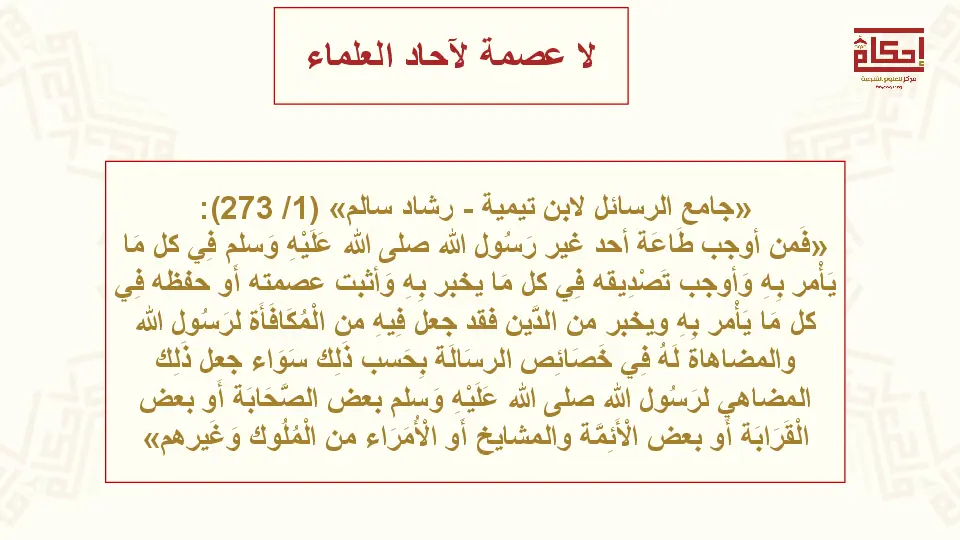 لا عصمة لآحاد العلماء
إحكام
مركز للعلوم الشرعية
«جامع الرسائل لابن تيمية - رشاد سالم» (1/ 273):
«فَمن أوجب طَاعَة أحد غير رَسُول الله صلى الله عَلَيْهِ وَسلم فِي كل مَا
يَأْمر بِهِ وَأوجب تَصْدِيقه فِي كل مَا يخبر بِهِ وَأثبت عصمته أَو حفظه فِي
كل مَا يَأْمر بِهِ ويخبر من الدَّين فقد جعل فِيهِ من الْمُكَافَأَة لرَسُول الله
والمضاهاة لَهُ فِي خَصَائِص الرسَالَة بِحَسب ذَلِك سَوَاء جعل ذَلِك
المضاهي لرَسُول الله صلى الله عَلَيْهِ وَسلم بعض الصَّحَابَة أَو بعض
الْقَرَابَة أَو بعض الْأَئِمَّة والمشايخ أَو الْأُمَرَاء من الْمُلُوك وَغَيرهم»